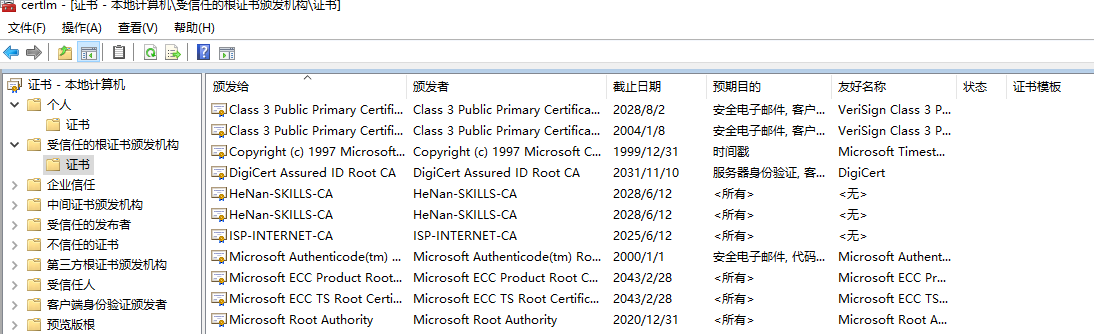 certlm - [证书 - 本地计算机\受信任的根证书颁发机构\证书]
文件(F) 操作(A) 查看(V) 帮助(H)
证书 - 本地计算机
个人
证书
受信任的根证书颁发机构
证书
企业信任
中间证书颁发机构
受信任的发布者
不信任的证书
第三方根证书颁发机构
受信任人
客户端身份验证颁发者
预览版根
颁发给 颁发者 截止日期 预期目的 友好名称 状态 证书模板
Class 3 Public Primary Certific... Class 3 Public Primary Certifica... 2028/8/2 安全电子邮件, 客户... VeriSign Class 3 P...
Class 3 Public Primary Certific... Class 3 Public Primary Certifica... 2004/1/8 安全电子邮件, 客户... VeriSign Class 3 P...
Copyright (c) 1997 Microsoft... Copyright (c) 1997 Microsoft C... 1999/12/31 时间戳 Microsoft Timest...
DigiCert Assured ID Root CA DigiCert Assured ID Root CA 2031/11/10 服务器身份验证, 客... DigiCert
HeNan-SKILLS-CA HeNan-SKILLS-CA 2028/6/12 <所有> <无>
HeNan-SKILLS-CA HeNan-SKILLS-CA 2028/6/12 <所有> <无>
ISP-INTERNET-CA ISP-INTERNET-CA 2025/6/12 <所有> <无>
Microsoft Authenticode(tm) ... Microsoft Authenticode(tm) Ro... 2000/1/1 安全电子邮件, 代码... Microsoft Authent...
Microsoft ECC Product Root... Microsoft ECC Product Root C... 2043/2/28 <所有> Microsoft ECC Pr...
Microsoft ECC TS Root Certi... Microsoft ECC TS Root Certific... 2043/2/28 <所有> Microsoft ECC TS...
Microsoft Root Authority Microsoft Root Authority 2020/12/31 <所有> Microsoft Root A...